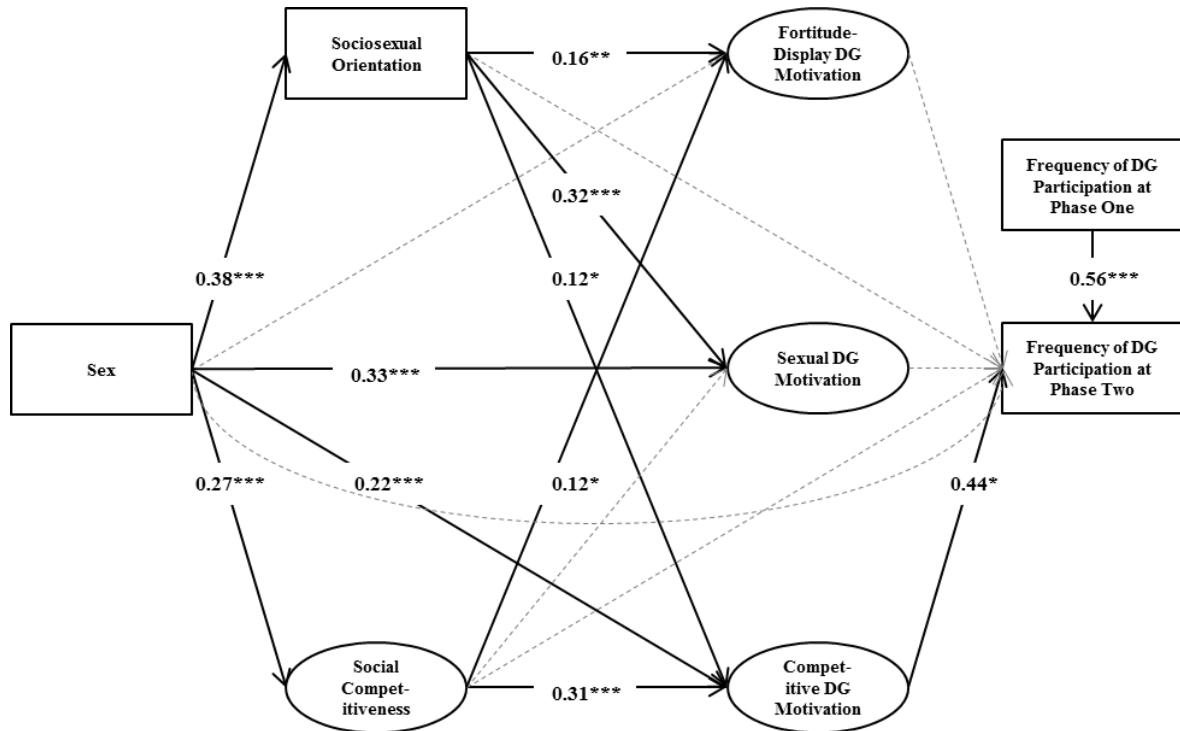 Sociosexual
Orientation
0.16**
Fortitude-
Display DG
Motivation
Frequency of DG
Participation at
Phase One
0.32***
0.38***
0.12*
0.56***
Sex
0.33***
Sexual DG
Motivation
Frequency of DG
Participation at
Phase Two
0.27***
0.22***
0.12*
0.44*
Social
Compet-
itiveness
0.31***
Compet-
itive DG
Motivation